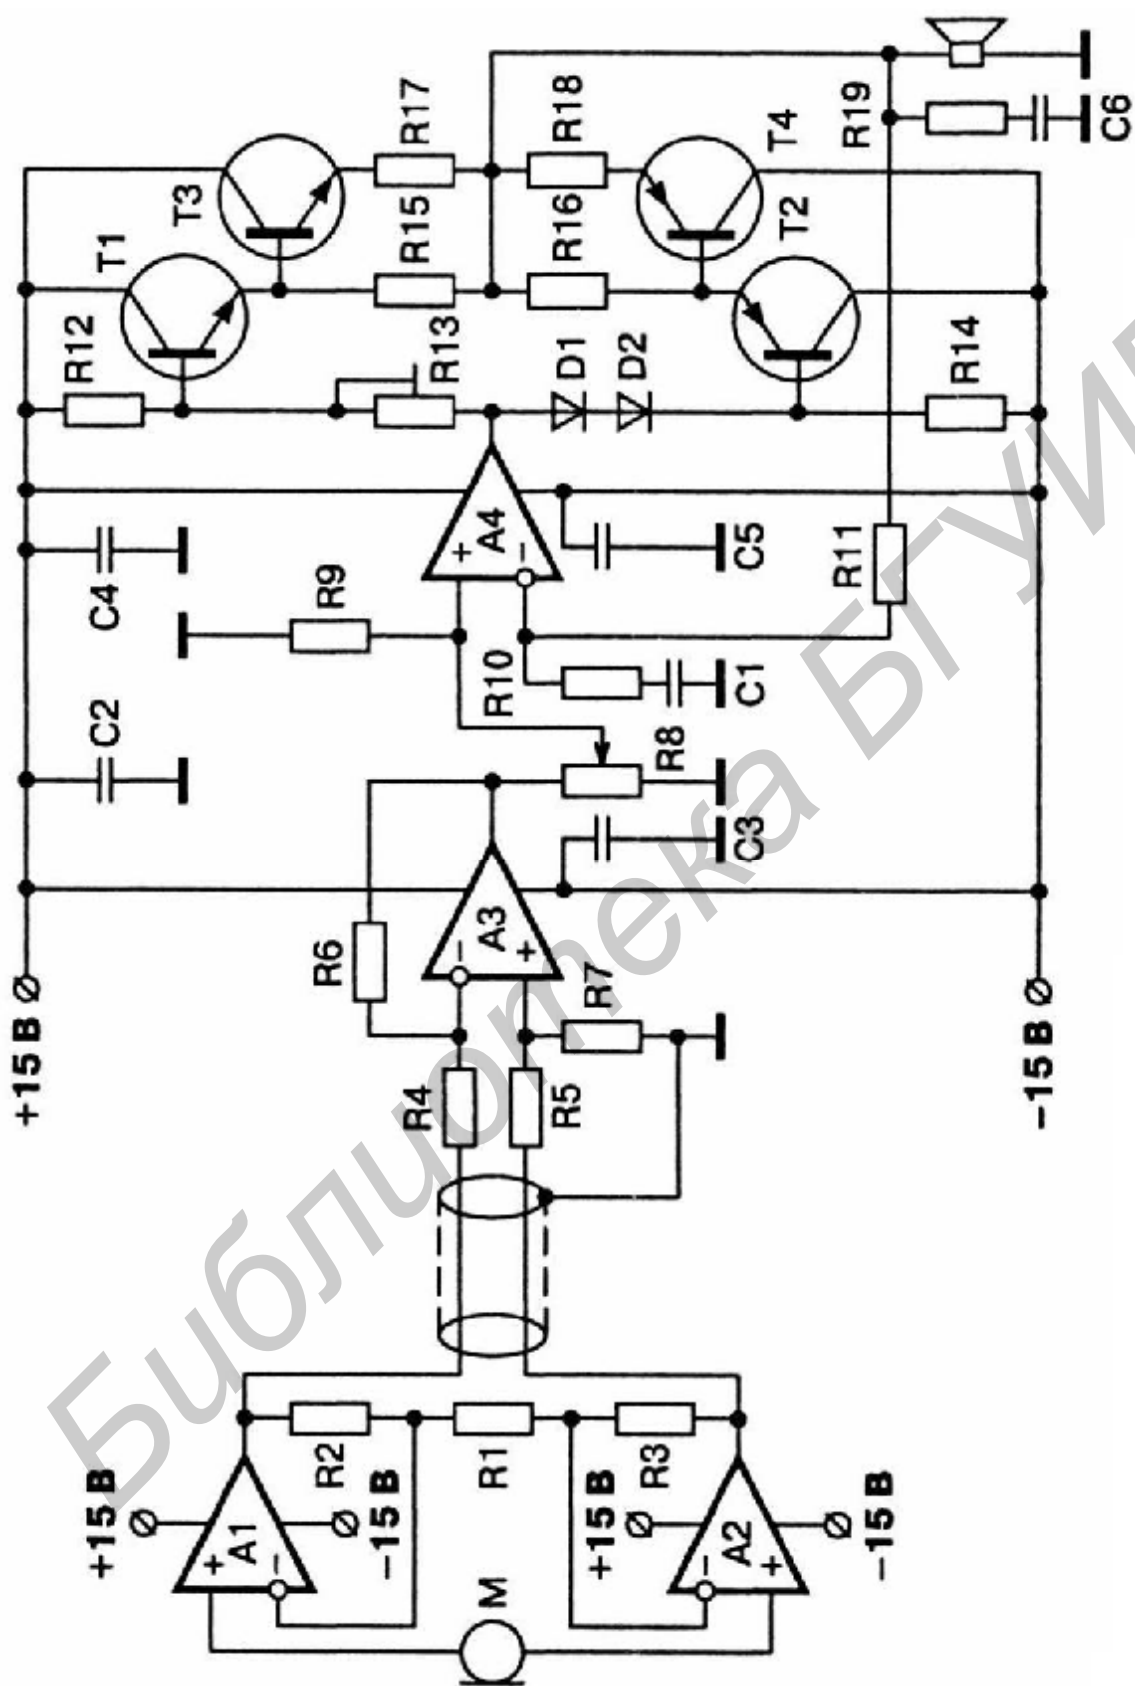 +15 В
-15 В
+15 В
-15 В
+15 В
-15 В
M
A1
+
−
A2
−
+
R2
R1
R3
R4
R5
R6
A3
−
+
R7
C2
C3
R8
C4
R9
R10
C1
A4
+
−
C5
R11
R12
T1
T3
R13
D1
D2
R14
R15
R16
R17
R18
T2
T4
R19
C6
Библиотека БГУИ